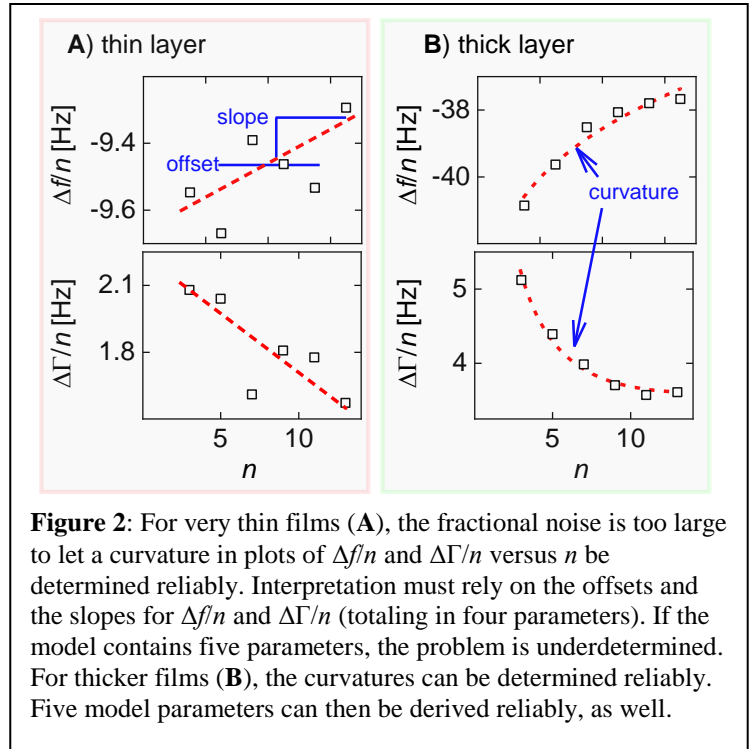 A) thin layer
B) thick layer
Δf/n [Hz]
-9.4
-9.6
slope
offset
Δf/n [Hz]
-38
-40
curvature
ΔΓ/n [Hz]
2.1
1.8
5 10
n
ΔΓ/n [Hz]
5
4
5 10
n
Figure 2: For very thin films (A), the fractional noise is too large
to let a curvature in plots of Δf/n and ΔΓ/n versus n be
determined reliably. Interpretation must rely on the offsets and
the slopes for Δf/n and ΔΓ/n (totaling in four parameters). If the
model contains five parameters, the problem is underdetermined.
For thicker films (B), the curvatures can be determined reliably.
Five model parameters can then be derived reliably, as well.